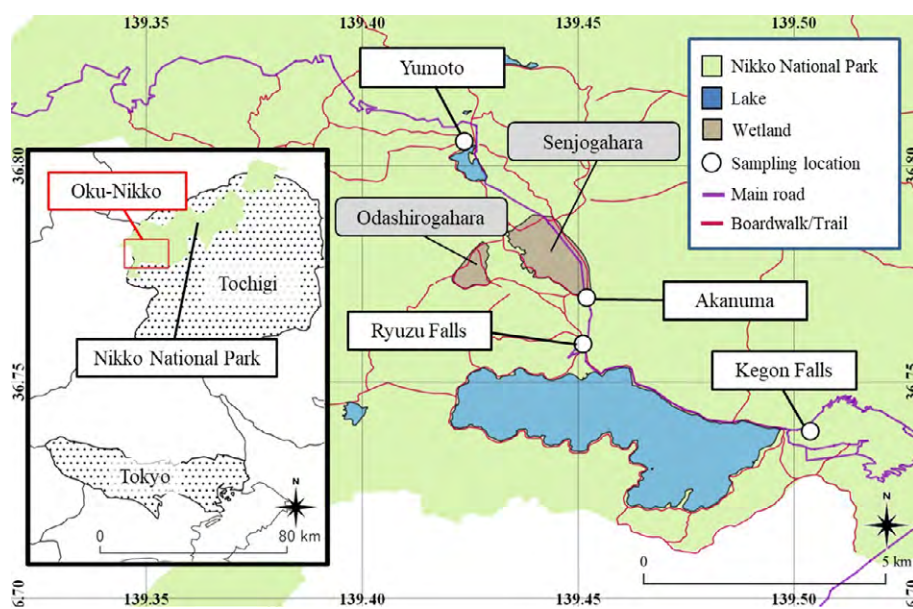 139.35
139.40
139.45
139.50
Yumoto
Nikko National Park
Lake
Wetland
Sampling location
Main road
Boardwalk/Trail
Senjogahara
36.80
36.80
Oku-Nikko
Odashirogahara
Tochigi
Akanuma
Ryuzu Falls
Nikko National Park
Kegon Falls
36.75
36.75
Tokyo
N
0
80 km
N
0
5 km
36.70
36.70
139.35
139.40
139.45
139.50